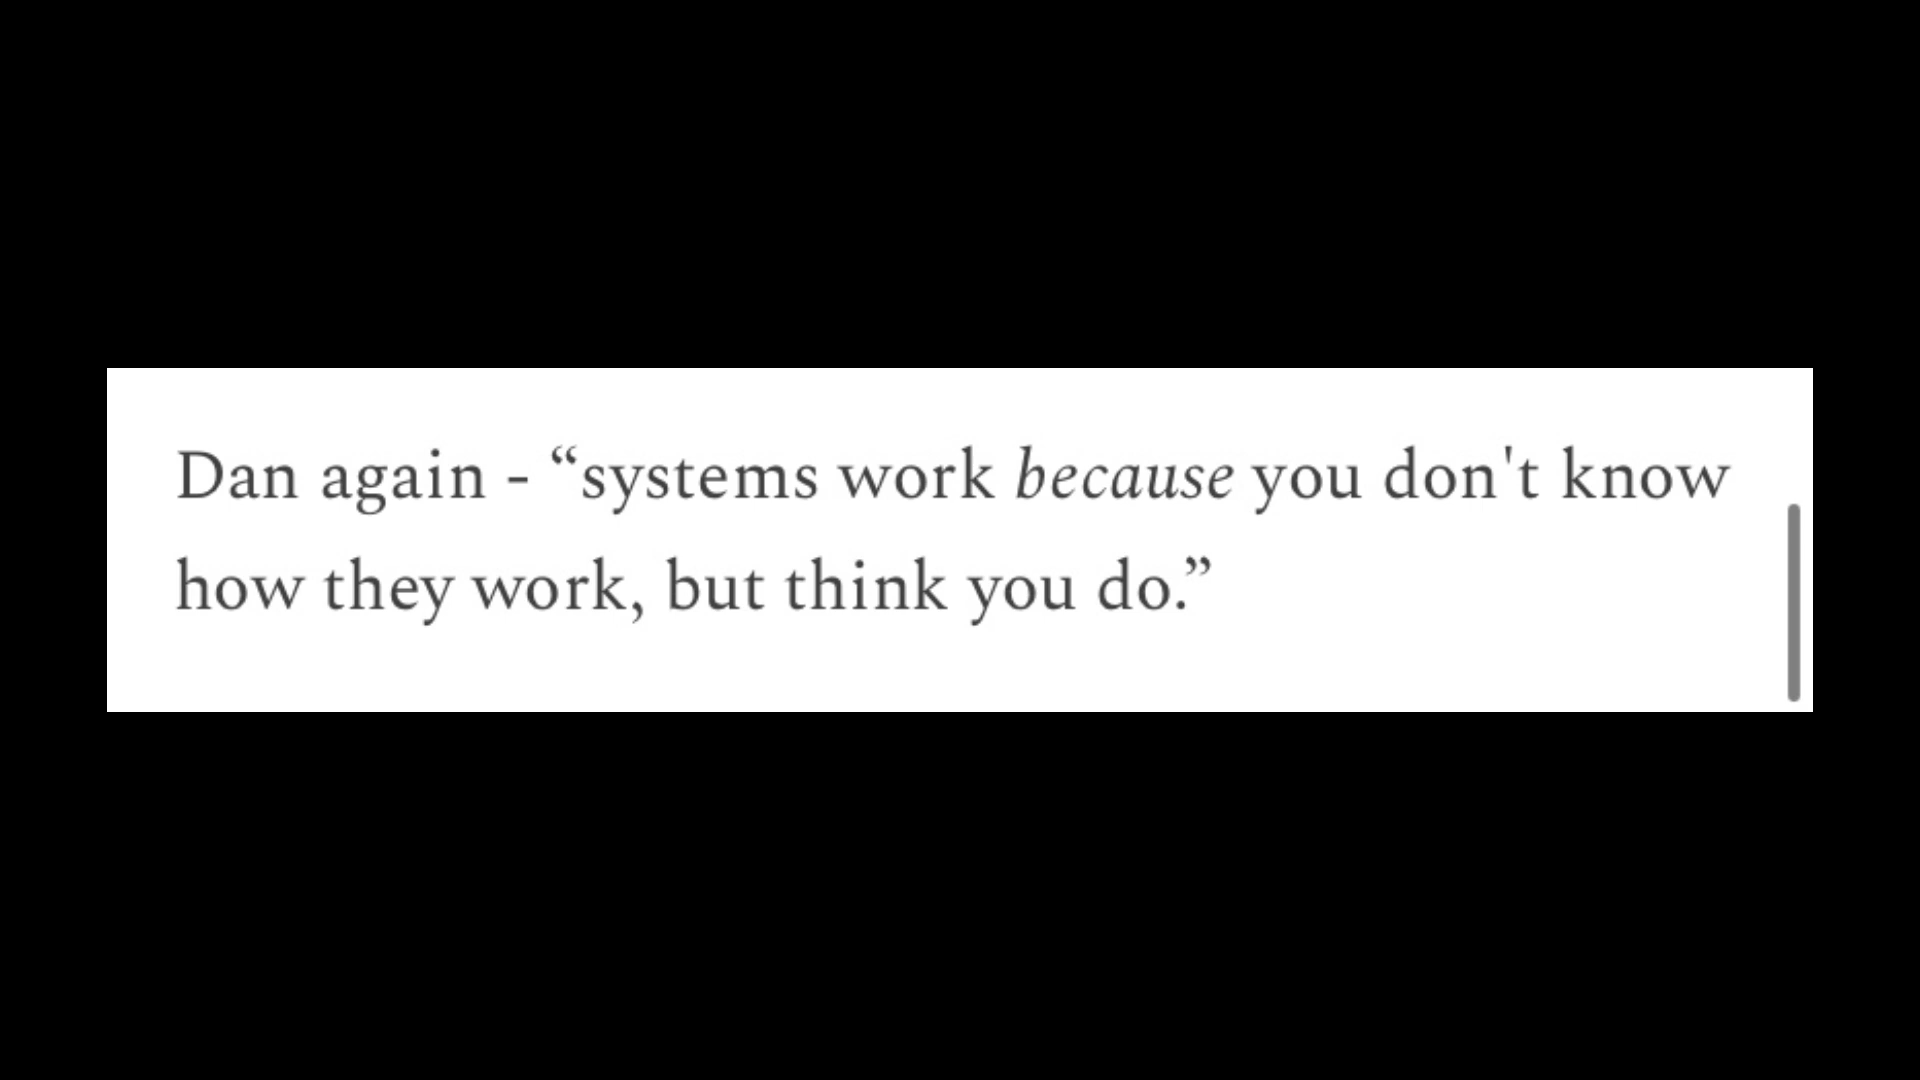 Dan again - “systems work because you don't know
how they work, but think you do.”